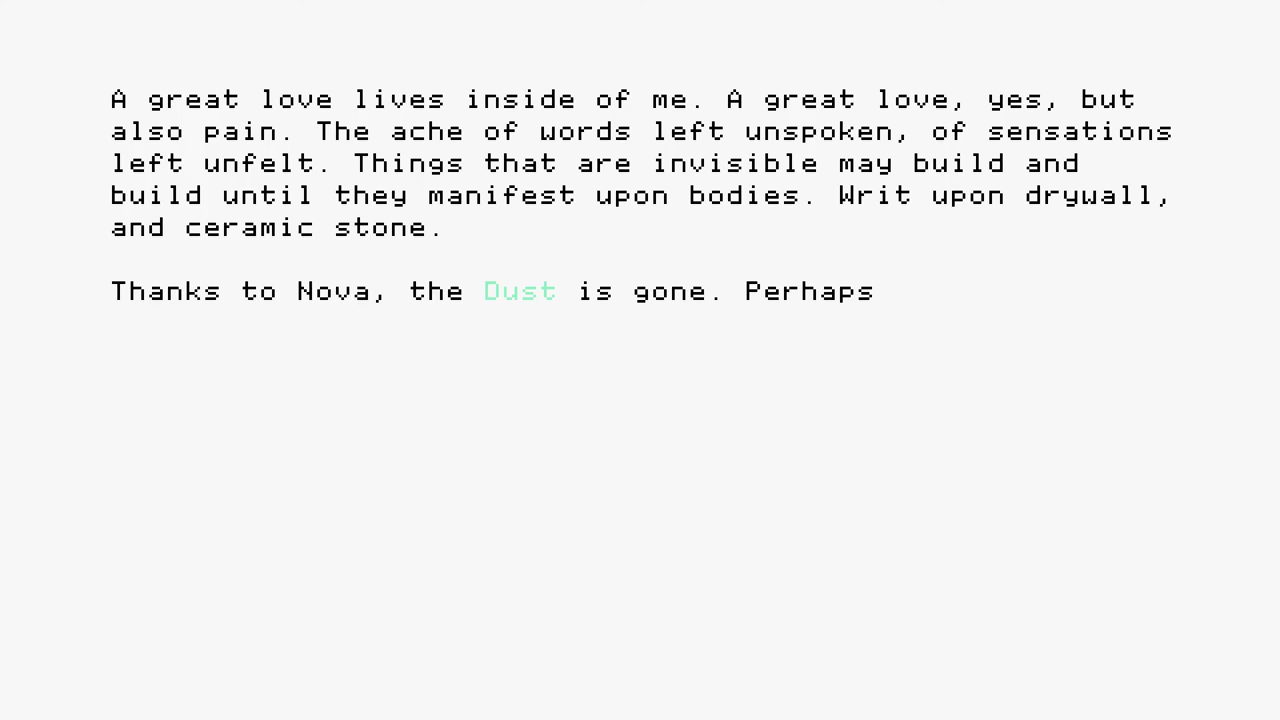 A great love lives inside of me. A great love, yes, but
also pain. The ache of words left unspoken, of sensations
left unfelt. Things that are invisible may build and
build until they manifest upon bodies. Writ upon drywall,
and ceramic stone.
Thanks to Nova, the Dust is gone. Perhaps